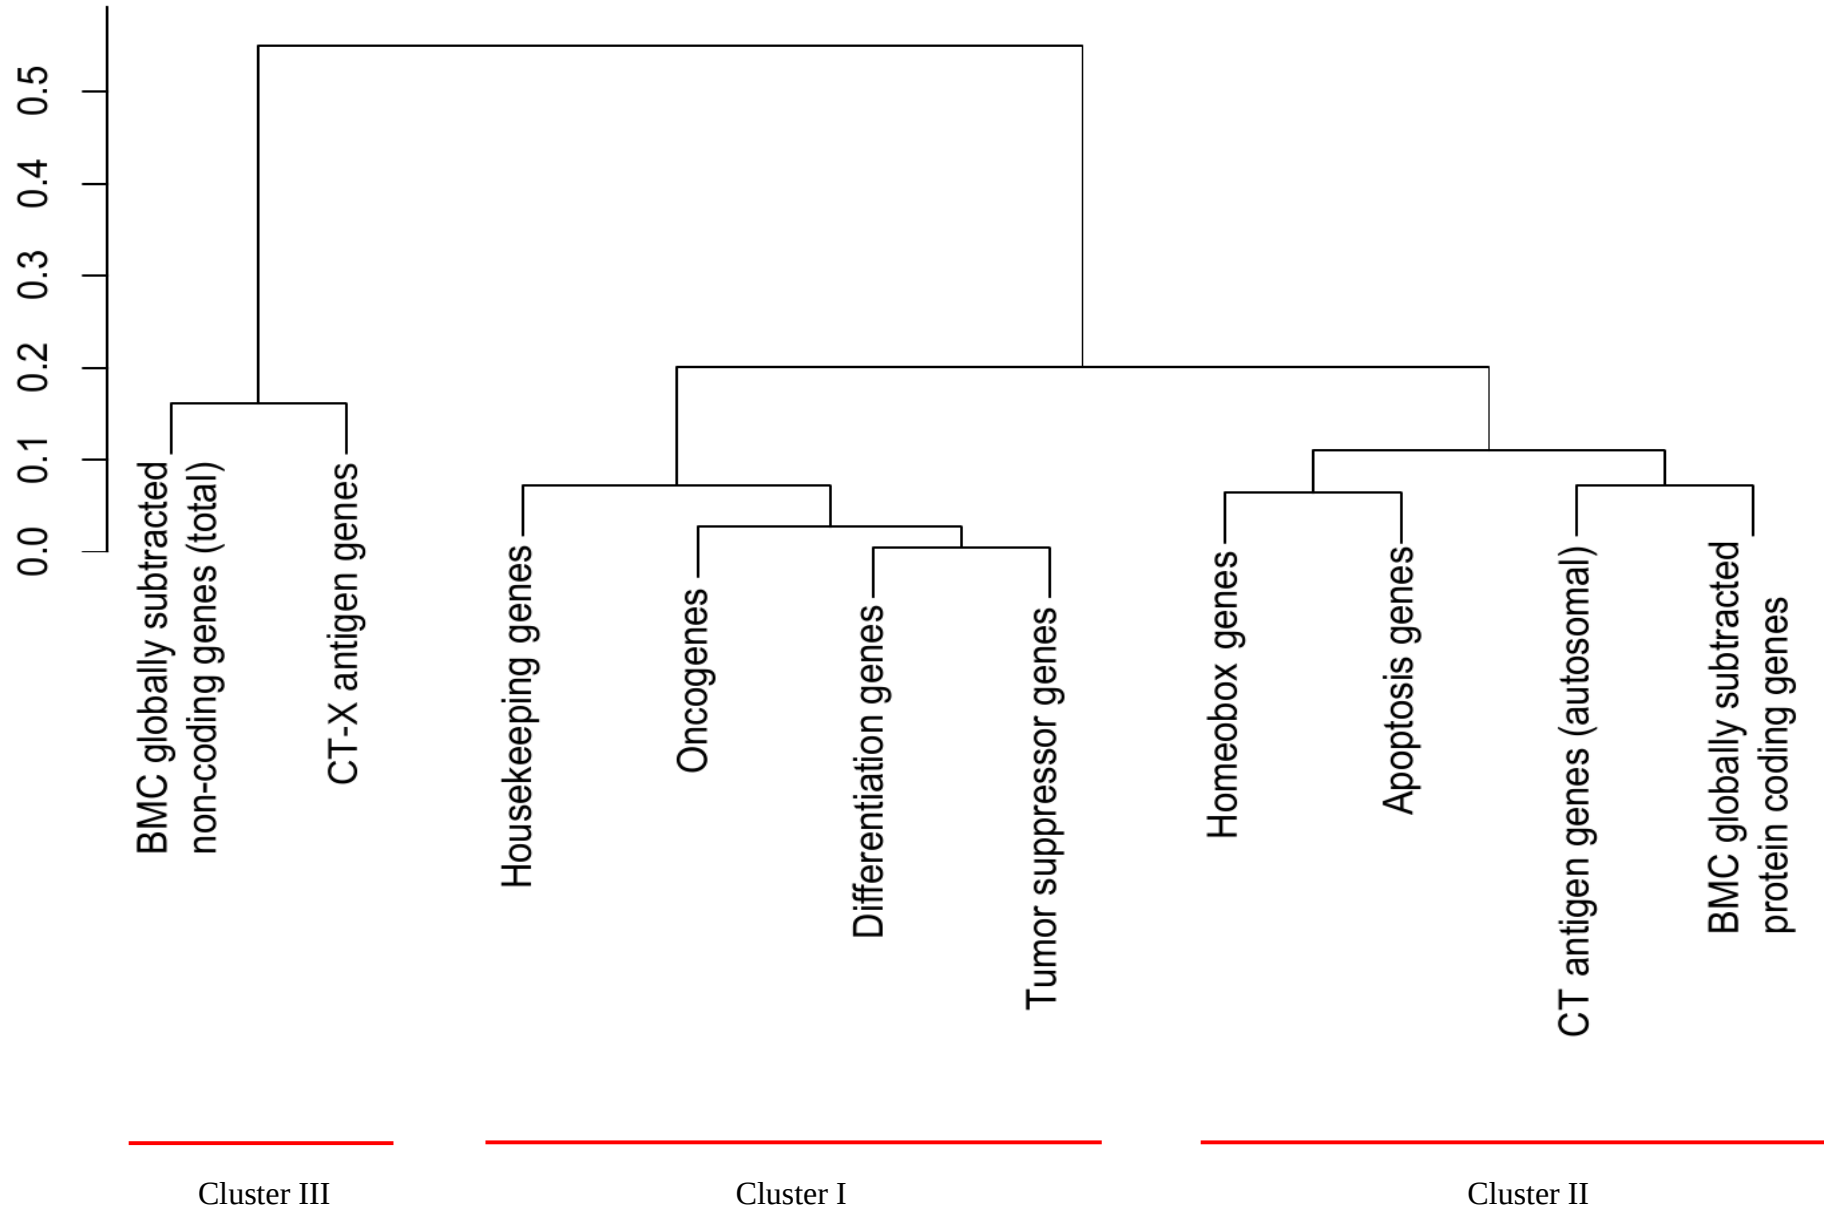 0.5
0.4
0.3
0.2
0.1
0.0
BMC globally subtracted
non-coding genes (total)
CT-X antigen genes
Housekeeping genes
Oncogenes
Differentiation genes
Tumor suppressor genes
Homeobox genes
Apoptosis genes
CT antigen genes (autosomal)
BMC globally subtracted
protein coding genes
Cluster III
Cluster I
Cluster II